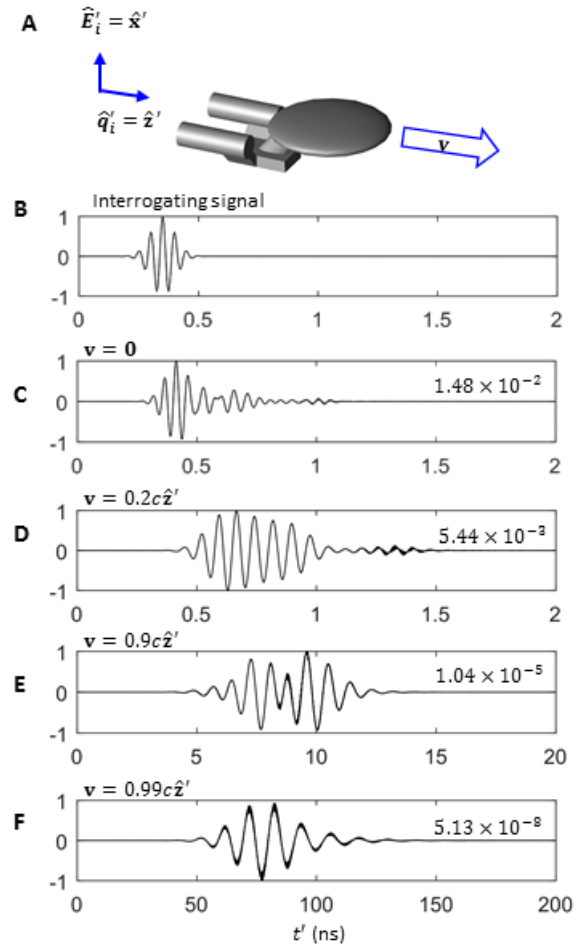 A
Ê′ᵢ = x̂′
q̂′ᵢ = ẑ′
v
B
Interrogating signal
1
0
-1
0 0.5 1 1.5 2
v = 0
C
1.48 × 10⁻²
1
0
-1
0 0.5 1 1.5 2
v = 0.2cẑ′
D
5.44 × 10⁻³
1
0
-1
0 0.5 1 1.5 2
v = 0.9cẑ′
E
1.04 × 10⁻⁵
1
0
-1
0 5 10 15 20
v = 0.99cẑ′
F
5.13 × 10⁻⁸
1
0
-1
0 50 100 150 200
t′ (ns)